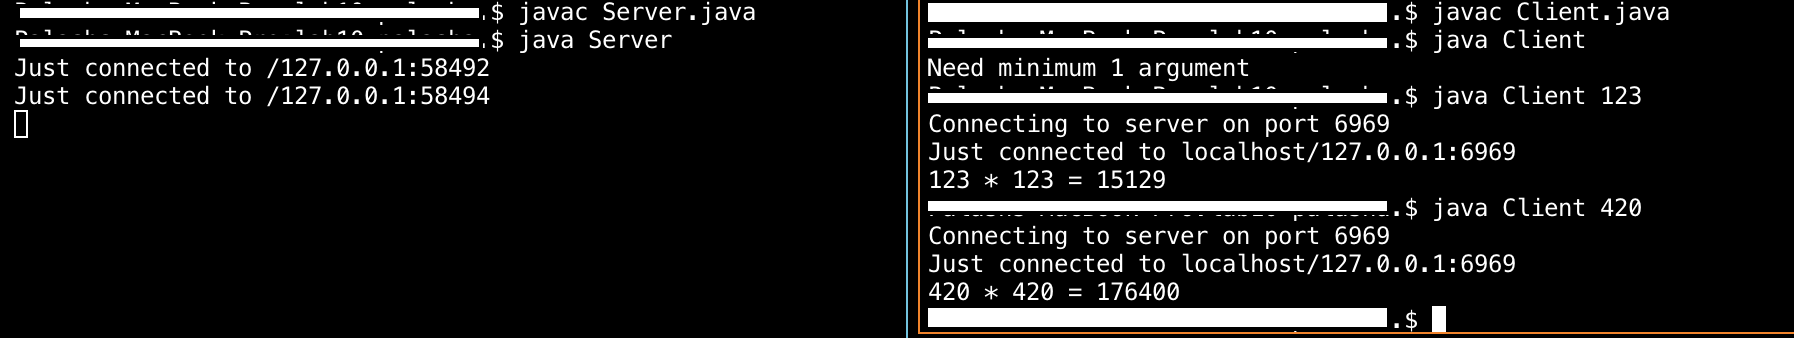 .$ javac Server.java
.$ java Server
Just connected to /127.0.0.1:58492
Just connected to /127.0.0.1:58494
.$ javac Client.java
.$ java Client
Need minimum 1 argument
.$ java Client 123
Connecting to server on port 6969
Just connected to localhost/127.0.0.1:6969
123 * 123 = 15129
.$ java Client 420
Connecting to server on port 6969
Just connected to localhost/127.0.0.1:6969
420 * 420 = 176400
.$